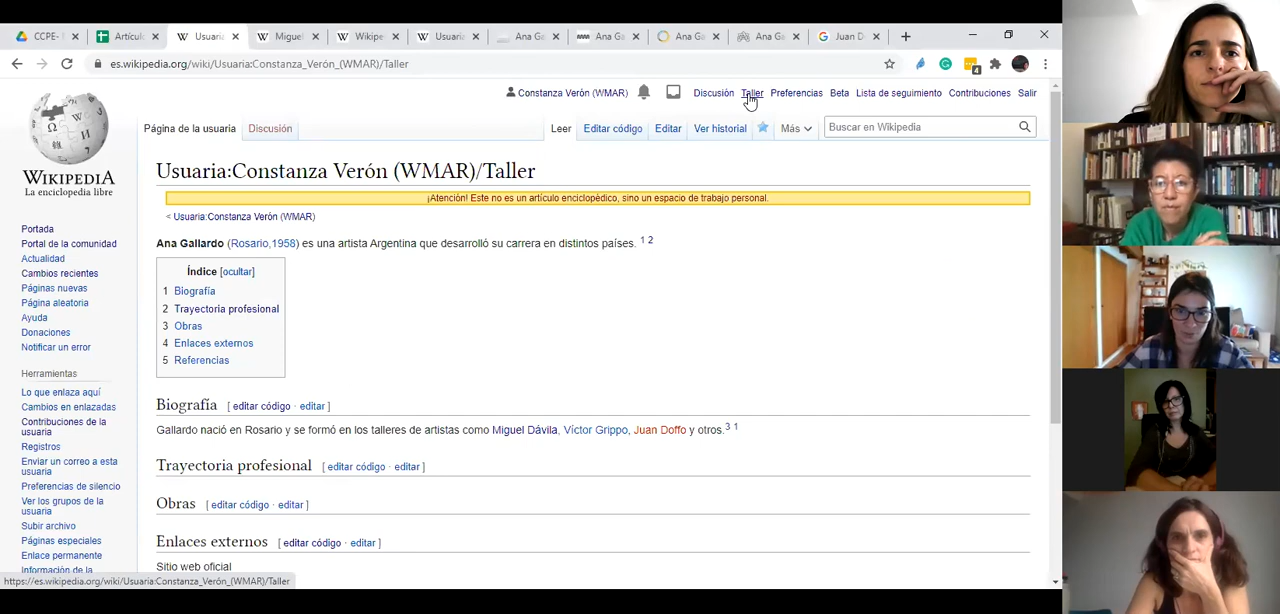 CCPE-
Artícul
Usuaria
Miguel
Wikipe
Usuaria
Ana Ga
Ana Ga
Ana Ga
Ana Ga
Juan D
es.wikipedia.org/wiki/Usuaria:Constanza_Verón_(WMAR)/Taller
4
Constanza Verón (WMAR) Discusión Taller Preferencias Beta Lista de seguimiento Contribuciones Salir
Página de la usuaria Discusión Leer Editar código Editar Ver historial Más Buscar en Wikipedia
WIKIPEDIA
La enciclopedia libre
Portada
Portal de la comunidad
Actualidad
Cambios recientes
Páginas nuevas
Página aleatoria
Ayuda
Donaciones
Notificar un error
Herramientas
Lo que enlaza aquí
Cambios en enlazadas
Contribuciones de la
usuaria
Registros
Enviar un correo a esta
usuaria
Preferencias de silencio
Ver los grupos de la
usuaria
Subir archivo
Páginas especiales
Enlace permanente
Información de la
Usuaria:Constanza Verón (WMAR)/Taller
¡Atención! Este no es un artículo enciclopédico, sino un espacio de trabajo personal.
< Usuaria:Constanza Verón (WMAR)
Ana Gallardo (Rosario,1958) es una artista Argentina que desarrolló su carrera en distintos países. 1 2
Índice [ocultar]
1 Biografía
2 Trayectoria profesional
3 Obras
4 Enlaces externos
5 Referencias
Biografía [ editar código · editar ]
Gallardo nació en Rosario y se formó en los talleres de artistas como Miguel Dávila, Víctor Grippo, Juan Doffo y otros.3 1
Trayectoria profesional [ editar código · editar ]
Obras [ editar código · editar ]
Enlaces externos [ editar código · editar ]
Sitio web oficial
https://es.wikipedia.org/wiki/Usuaria:Constanza_Verón_(WMAR)/Taller